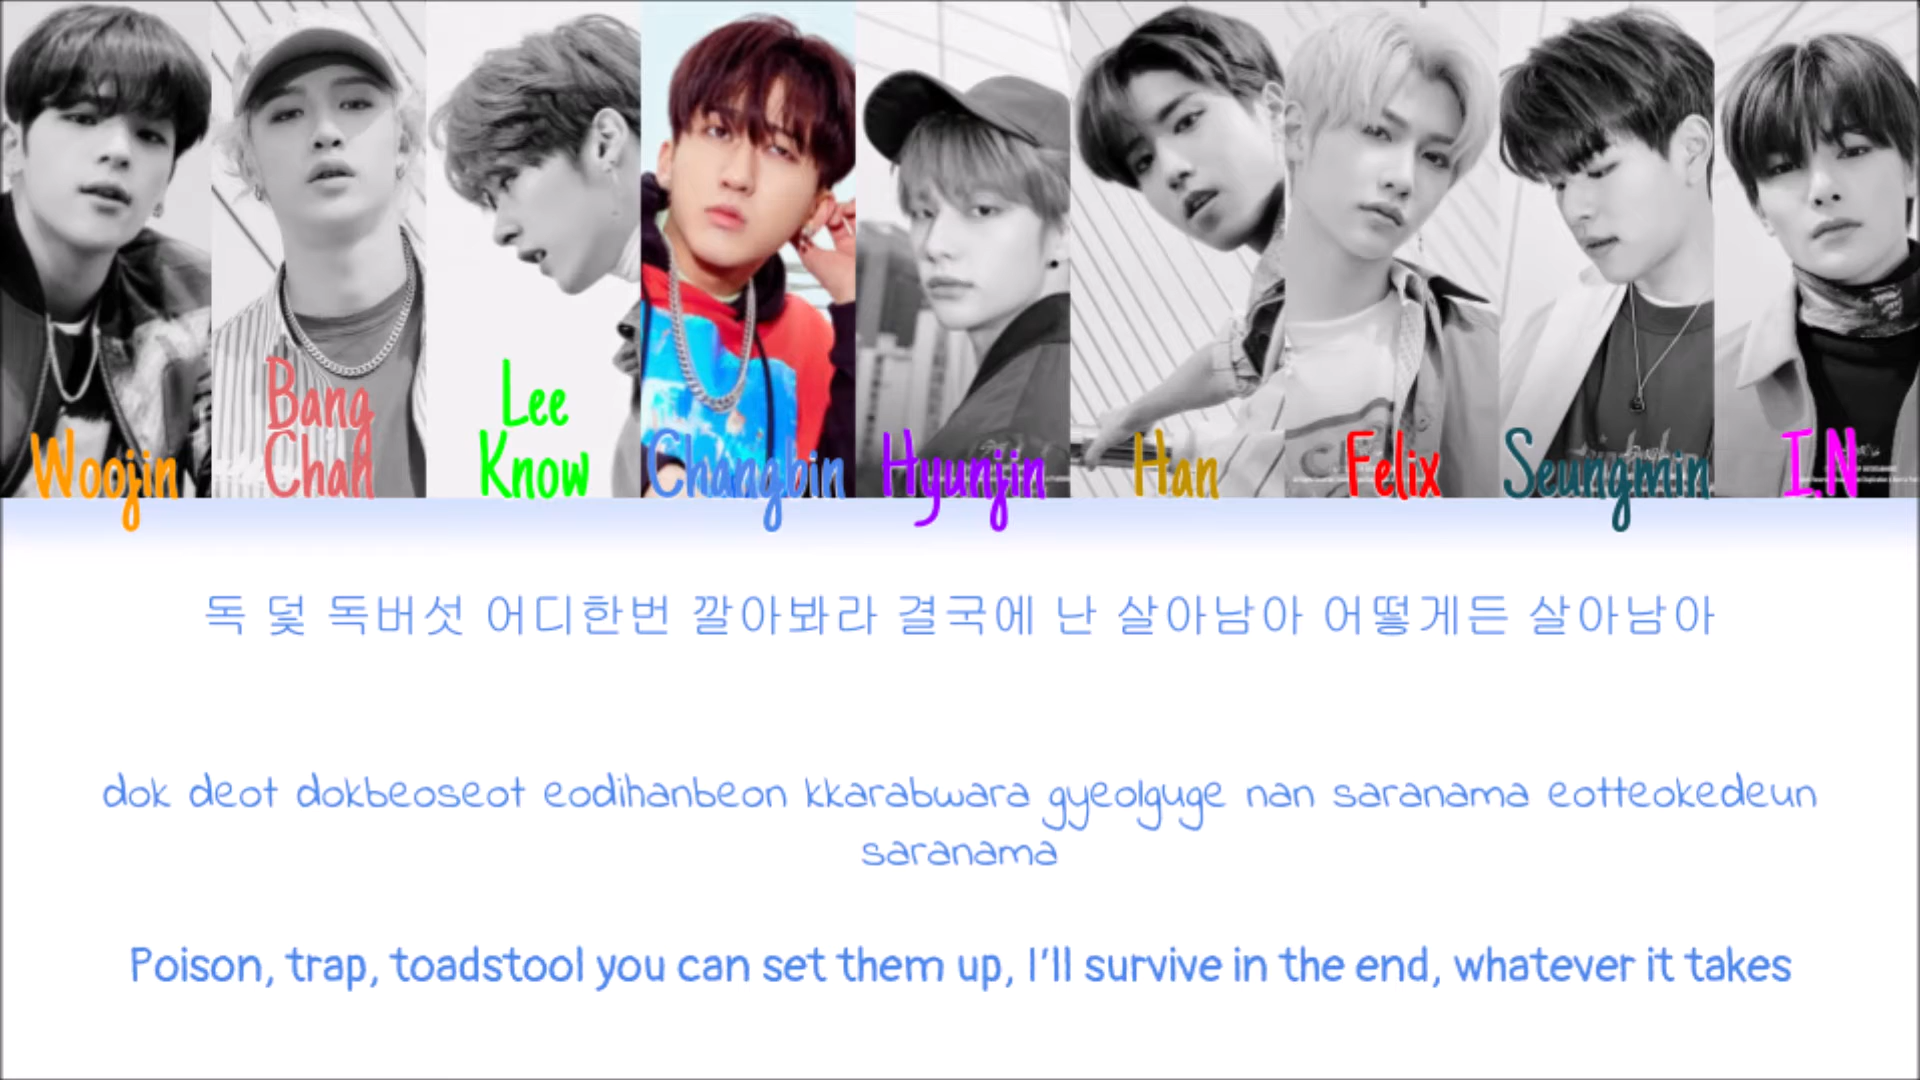 Woojin
Bang
Chan
Lee
Know
Changbin
Hyunjin
Han
Felix
Seungmin
I.N
독 덫 독버섯 어디한번 깔아봐라 결국에 난 살아남아 어떻게든 살아남아
dok deot dokbeoseot eodihanbeon kkarabwara gyeolguge nan saranama eotteokedeun
saranama
Poison, trap, toadstool you can set them up, I'll survive in the end, whatever it takes